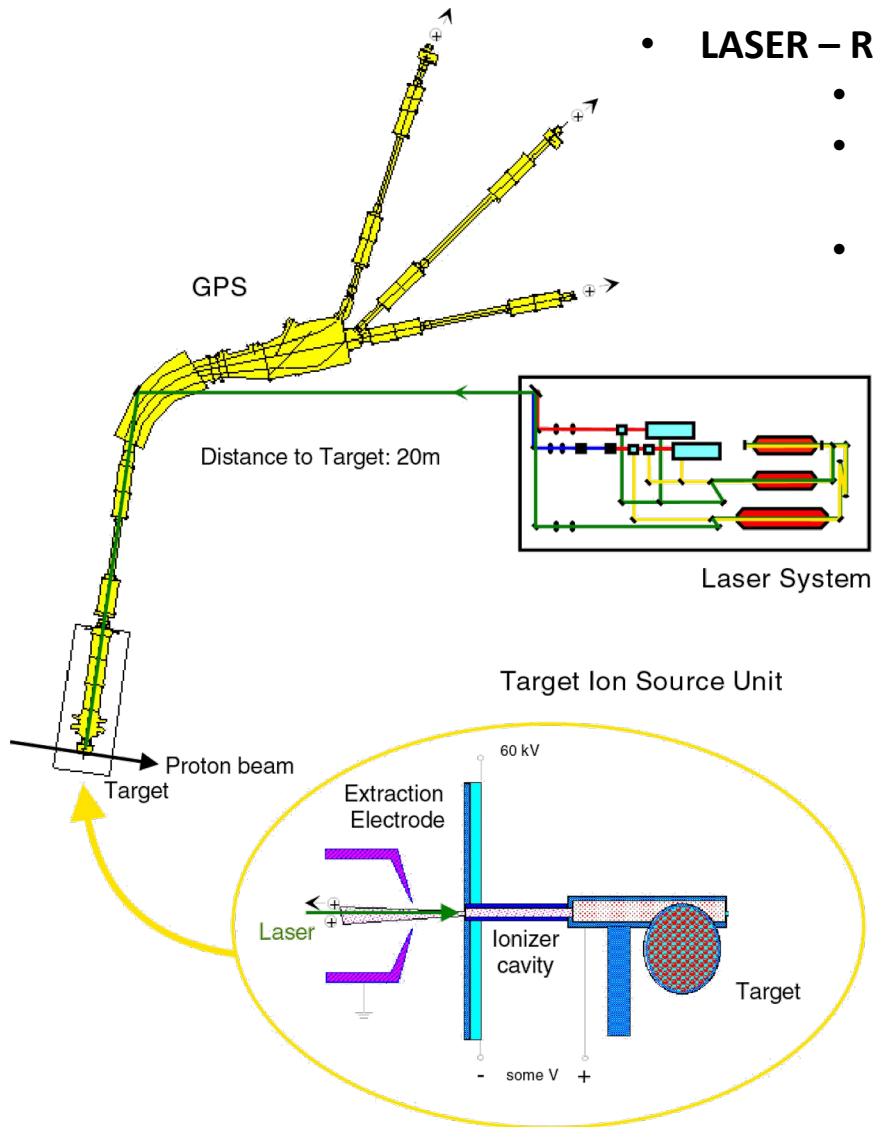 • LASER – R
•
•
•
GPS
Distance to Target: 20m
Laser System
Target Ion Source Unit
Proton beam
Target
60 kV
Extraction
Electrode
+
+
Laser
Ionizer
cavity
Target
- some V +